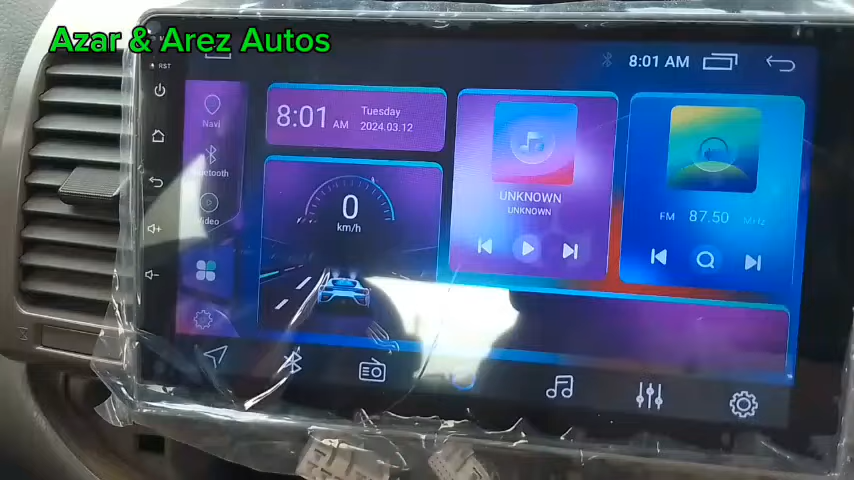 Azar & Arez Autos
RST
8:01 AM
Navi
8:01 AM
Tuesday
2024.03.12
luetooth
Video
0
km/h
UNKNOWN
UNKNOWN
FM 87.50 MHz